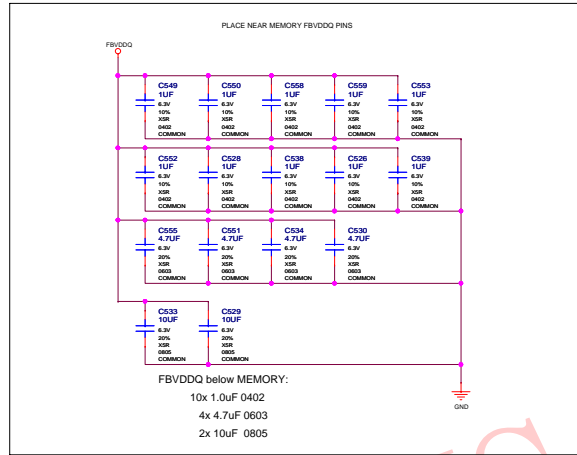 PLACE NEAR MEMORY FBVDDQ PINS
FBVDDQ
C549
1UF
6.3V
10%
X5R
0402
COMMON
C550
1UF
6.3V
10%
X5R
0402
COMMON
C558
1UF
6.3V
10%
X5R
0402
COMMON
C559
1UF
6.3V
10%
X5R
0402
COMMON
C553
1UF
6.3V
10%
X5R
0402
COMMON
C552
1UF
6.3V
10%
X5R
0402
COMMON
C528
1UF
6.3V
10%
X5R
0402
COMMON
C538
1UF
6.3V
10%
X5R
0402
COMMON
C526
1UF
6.3V
10%
X5R
0402
COMMON
C539
1UF
6.3V
10%
X5R
0402
COMMON
C555
4.7UF
6.3V
20%
X5R
0603
COMMON
C551
4.7UF
6.3V
20%
X5R
0603
COMMON
C534
4.7UF
6.3V
20%
X5R
0603
COMMON
C530
4.7UF
6.3V
20%
X5R
0603
COMMON
C533
10UF
6.3V
20%
X5R
0805
COMMON
C529
10UF
6.3V
20%
X5R
0805
COMMON
GND
FBVDDQ below MEMORY:
10x 1.0uF 0402
4x 4.7uF 0603
2x 10uF 0805